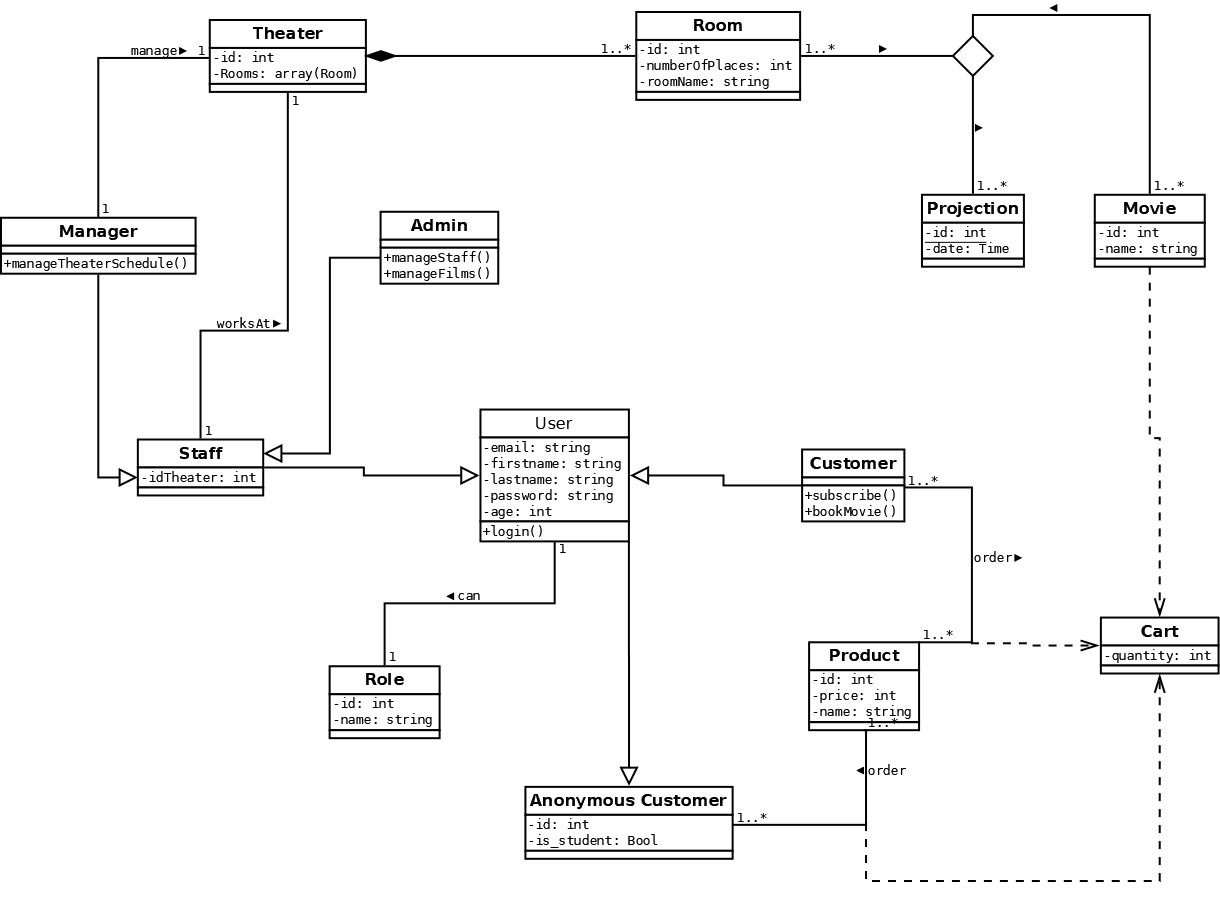 Theater
-id: int
-Rooms: array(Room)
manage►
1
1
1..*
Room
-id: int
-numberOfPlaces: int
-roomName: string
1..*
►
◄
►
1..*
Projection
-id: int
-date: Time
1..*
Movie
-id: int
-name: string
1
Manager
+manageTheaterSchedule()
Admin
+manageStaff()
+manageFilms()
worksAt►
1
Staff
-idTheater: int
User
-email: string
-firstname: string
-lastname: string
-password: string
-age: int
+login()
1
Customer
+subscribe()
+bookMovie()
1..*
order►
◄can
1
Role
-id: int
-name: string
1..*
Product
-id: int
-price: int
-name: string
1..*
◄order
Cart
-quantity: int
Anonymous Customer
-id: int
-is_student: Bool
1..*